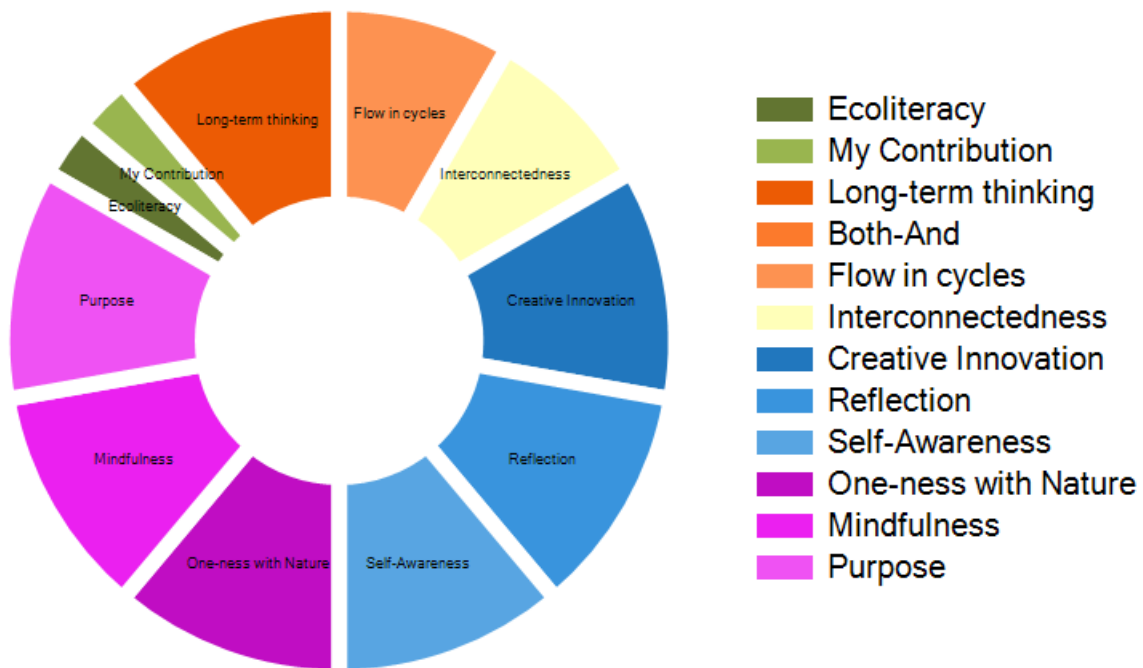 Long-term thinking
Flow in cycles
My Contribution
Interconnectedness
Ecoliteracy
Purpose
Creative Innovation
Mindfulness
Reflection
One-ness with Nature
Self-Awareness
Ecoliteracy
My Contribution
Long-term thinking
Both-And
Flow in cycles
Interconnectedness
Creative Innovation
Reflection
Self-Awareness
One-ness with Nature
Mindfulness
Purpose